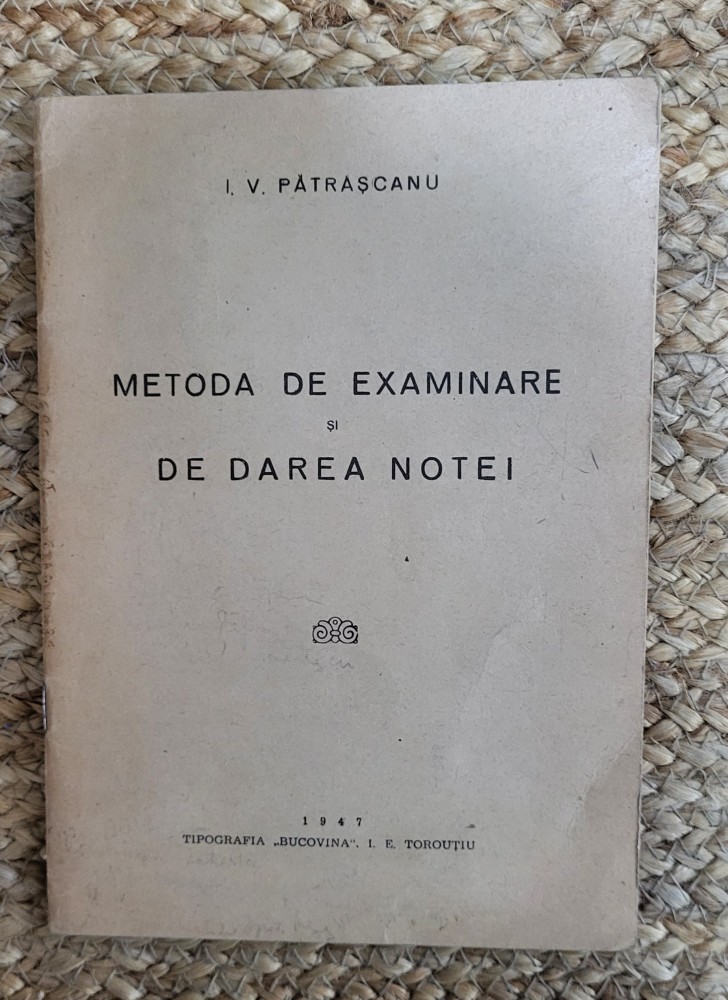 I. V. PĂTRAȘCANU
METODA DE EXAMINARE
ȘI
DE DAREA NOTEI
1947
TIPOGRAFIA „BUCOVINA“. I. E. TOROUȚIU